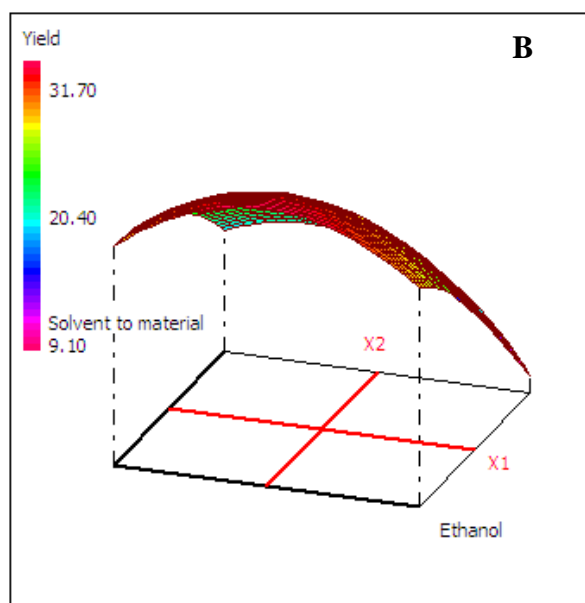 Yield
B
31.70
20.40
Solvent to material
9.10
X2
X1
Ethanol